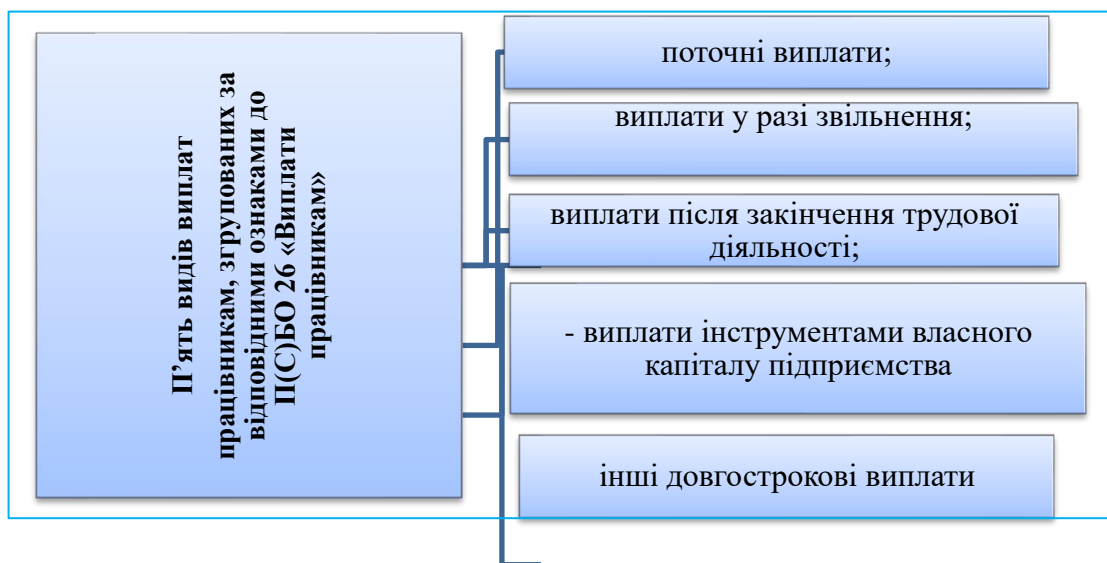 П’ять видів виплат
працівникам, згрупованих за
відповідними ознаками до
П(С)БО 26 «Виплати
працівникам»
поточні виплати;
виплати у разі звільнення;
виплати після закінчення трудової
діяльності;
- виплати інструментами власного
капіталу підприємства
інші довгострокові виплати